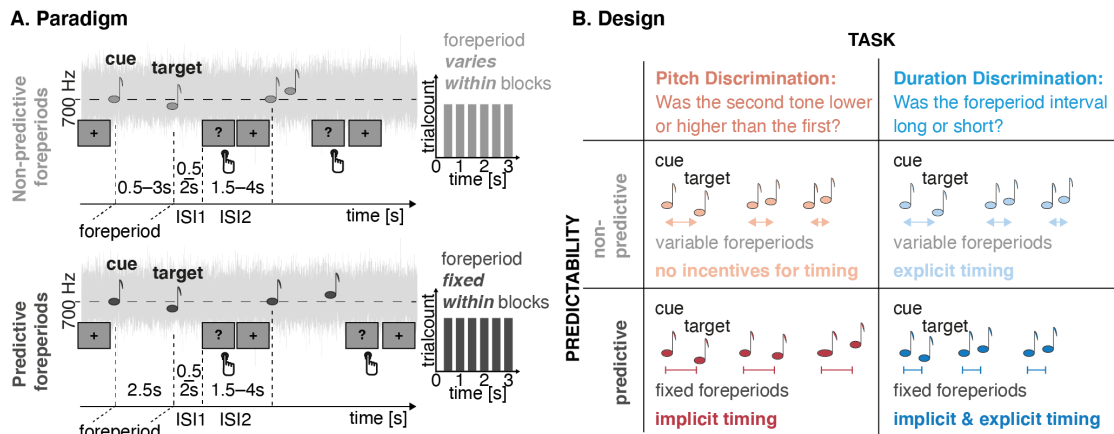 A. Paradigm
Non-predictive
foreperiods
700 Hz
cue
target
+
?
+
?
+
0.5–3s
0.5
–
2s
1.5–4s
ISI1
ISI2
time [s]
foreperiod
foreperiod
varies
within blocks
trialcount
0 1 2 3
time [s]
Predictive
foreperiods
700 Hz
cue
target
+
?
+
?
+
2.5s
0.5
–
2s
1.5–4s
ISI1
ISI2
time [s]
foreperiod
foreperiod
fixed
within blocks
trialcount
0 1 2 3
time [s]
B. Design
TASK
Pitch Discrimination:
Was the second tone lower
or higher than the first?
Duration Discrimination:
Was the foreperiod interval
long or short?
PREDICTABILITY
non-
predictive
cue
target
variable foreperiods
no incentives for timing
cue
target
variable foreperiods
explicit timing
predictive
cue
target
fixed foreperiods
implicit timing
cue
target
fixed foreperiods
implicit & explicit timing